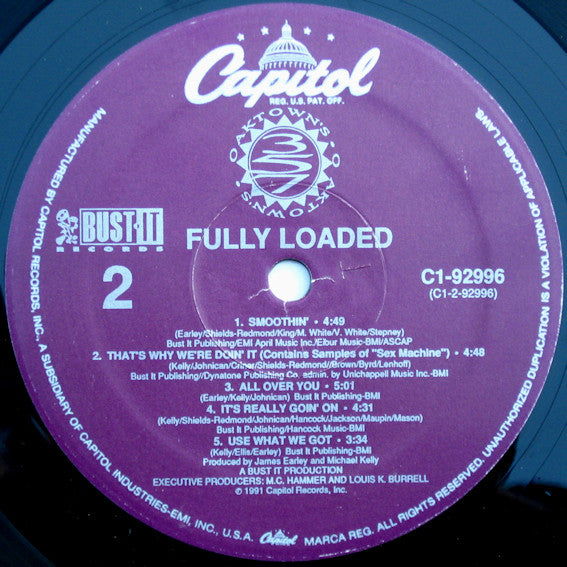 Capitol
REG. U.S. PAT. OFF.
OAKTOWNS · OAKTOWNS ·
357
BUST IT
RECORDS
FULLY LOADED
2
C1-92996
(C1-2-92996)
1. SMOOTHIN' • 4:49
(Earley/Shields-Redmond/King/M. White/V. White/Stepney)
Bust It Publishing/EMI April Music Inc./Elbur Music-BMI/ASCAP
2. THAT'S WHY WE'RE DOIN' IT (Contains Samples of "Sex Machine") • 4:48
(Kelly/Johnican/Criner/Shields-Redmond//Brown/Byrd/Lenhoff)
Bust It Publishing//Dynatone Publishing Co. admin. by Unichappell Music Inc.-BMI
3. ALL OVER YOU • 5:01
(Earley/Kelly/Johnican) Bust It Publishing-BMI
4. IT'S REALLY GOIN' ON • 4:31
(Kelly/Shields-Redmond/Johnican/Hancock/Jackson/Maupin/Mason)
Bust It Publishing/Hancock Music-BMI
5. USE WHAT WE GOT • 3:34
(Kelly/Ellis/Earley) Bust It Publishing-BMI
Produced by James Earley and Michael Kelly
A BUST IT PRODUCTION
EXECUTIVE PRODUCERS: M.C. HAMMER AND LOUIS K. BURRELL
© 1991 Capitol Records, Inc.
MANUFACTURED BY CAPITOL RECORDS, INC., A SUBSIDIARY OF CAPITOL INDUSTRIES-EMI, INC., U.S.A.
Capitol
MARCA REG. ALL RIGHTS RESERVED. UNAUTHORIZED DUPLICATION IS A VIOLATION OF APPLICABLE LAWS.